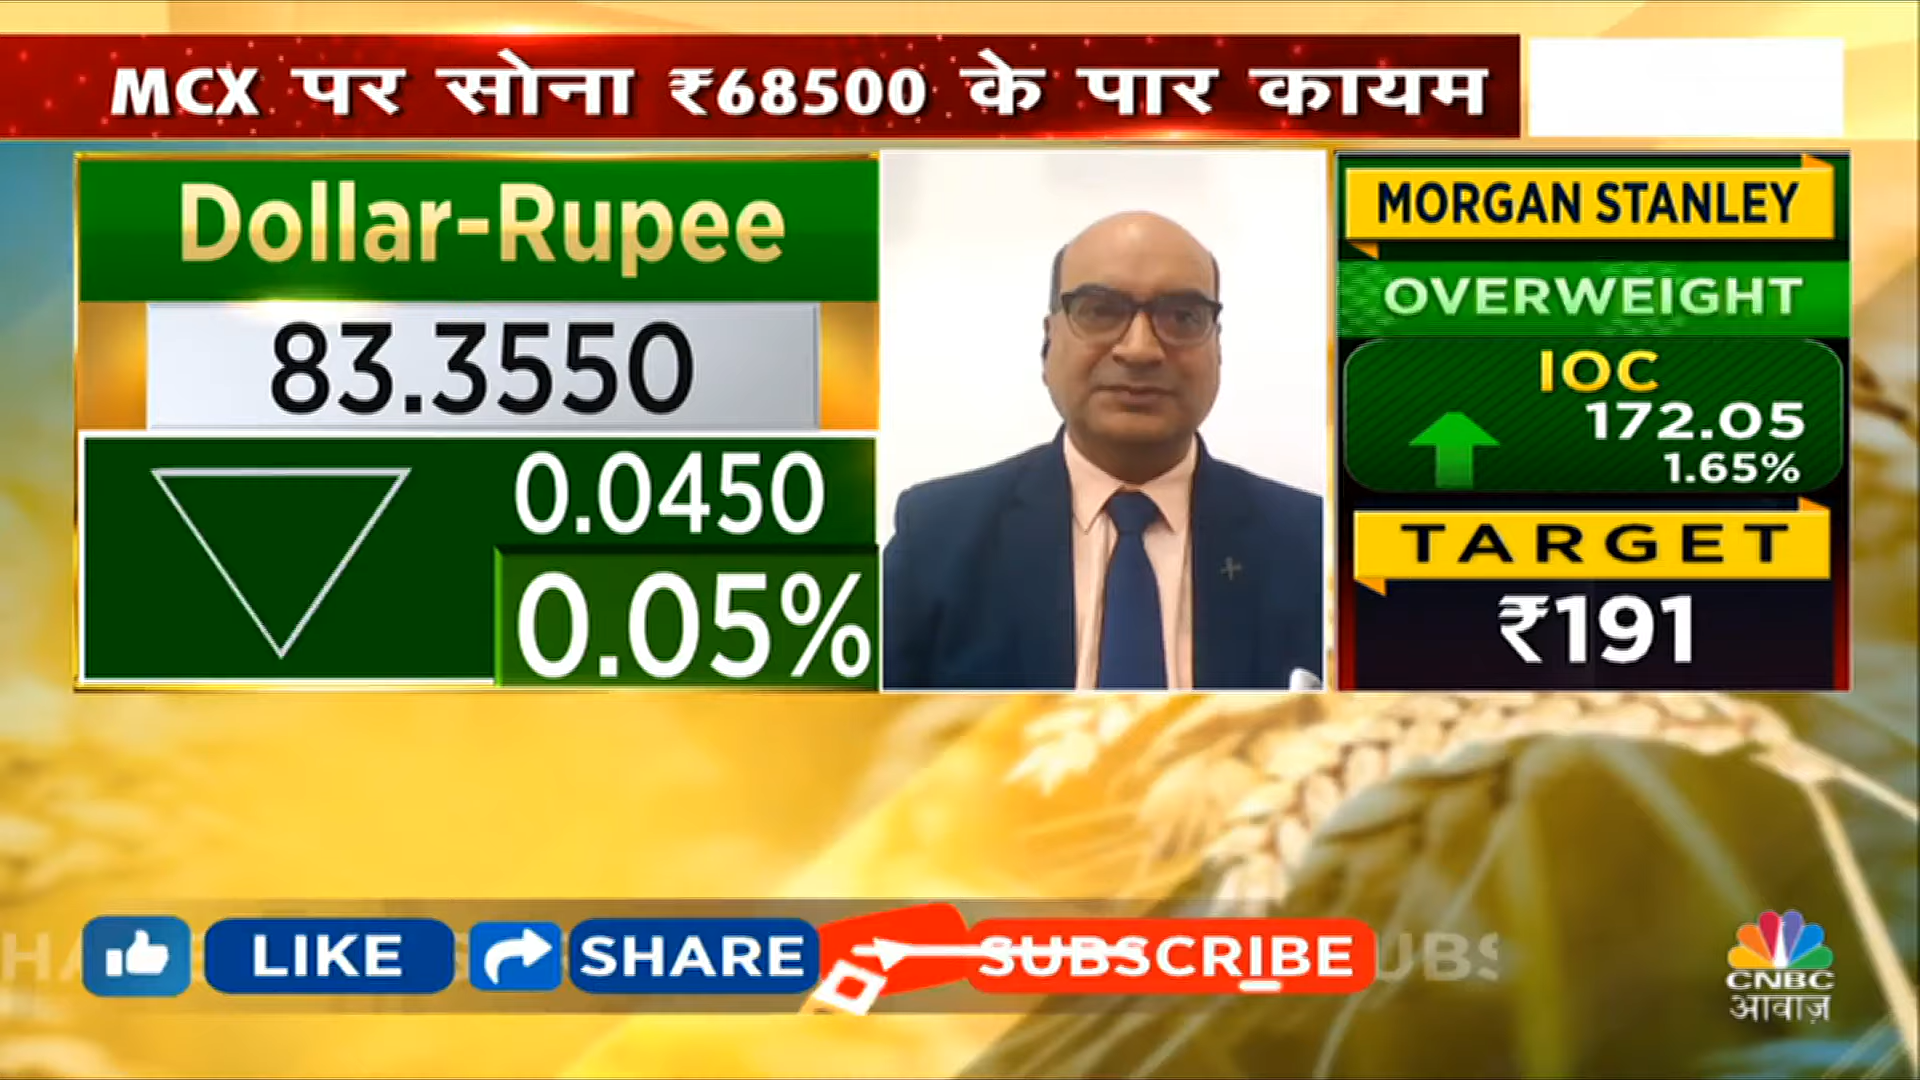 MCX पर सोना ₹68500 के पार कायम
Dollar-Rupee
83.3550
0.0450
0.05%
MORGAN STANLEY
OVERWEIGHT
IOC
172.05
1.65%
TARGET
₹191
LIKE
SHARE
SUBSCRIBE
UBS
CNBC
आवाज़